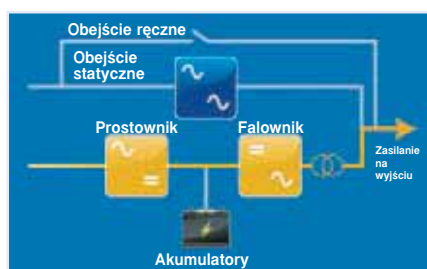 Obejście ręczne
Obejście
statyczne
Prostownik
Falownik
Zasilanie
na
wyjściu
Akumulatory